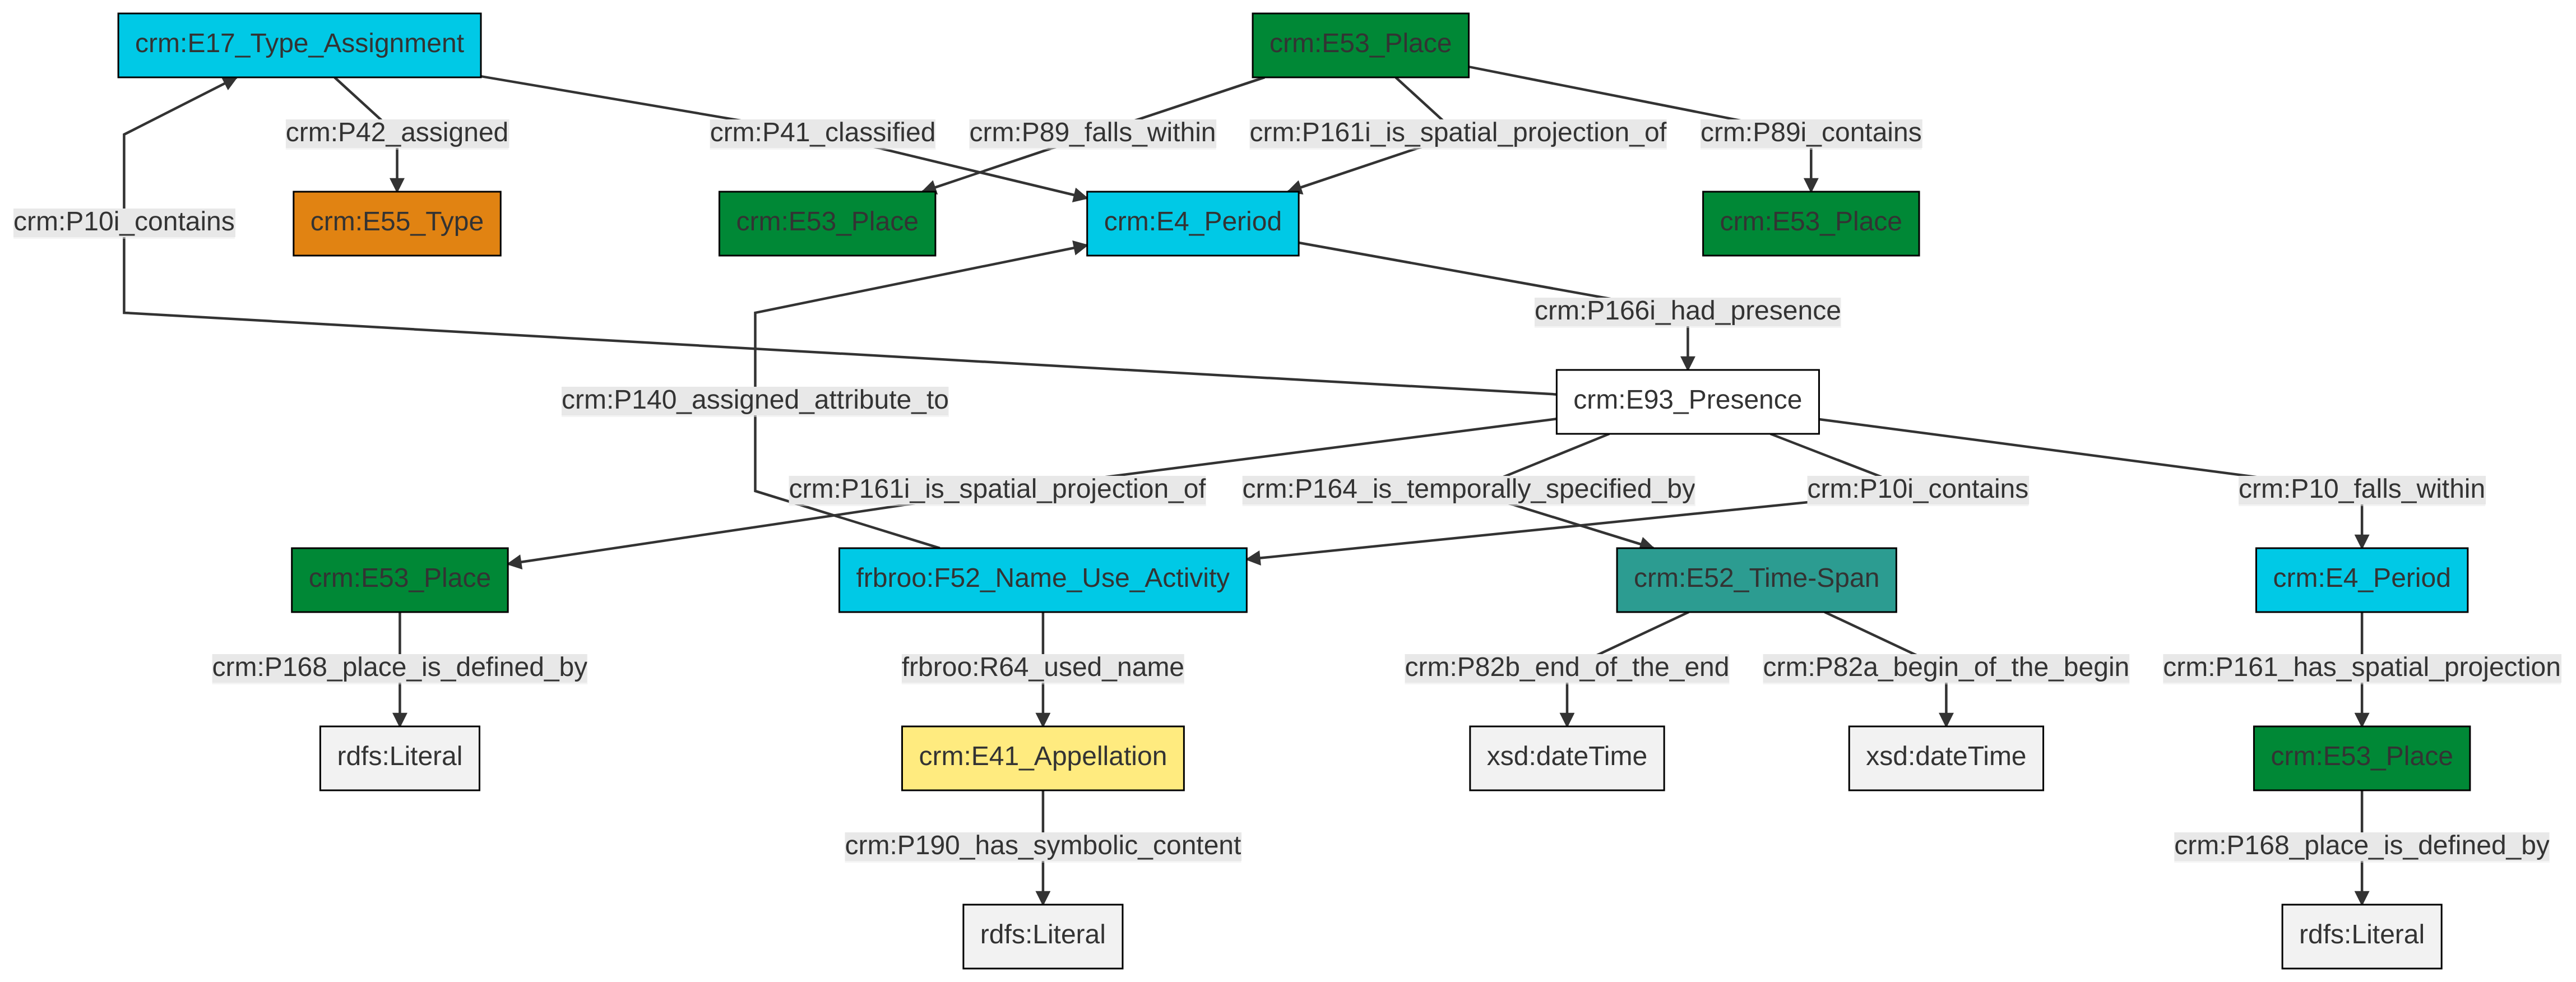 crm:E17_Type_Assignment
crm:E53_Place
crm:P42_assigned
crm:P41_classified
crm:P89_falls_within
crm:P161i_is_spatial_projection_of
crm:P89i_contains
crm:P10i_contains
crm:E55_Type
crm:E53_Place
crm:E4_Period
crm:E53_Place
crm:P166i_had_presence
crm:P140_assigned_attribute_to
crm:E93_Presence
crm:P161i_is_spatial_projection_of
crm:P164_is_temporally_specified_by
crm:P10i_contains
crm:P10_falls_within
crm:E53_Place
frbroo:F52_Name_Use_Activity
crm:E52_Time-Span
crm:E4_Period
crm:P168_place_is_defined_by
frbroo:R64_used_name
crm:P82b_end_of_the_end
crm:P82a_begin_of_the_begin
crm:P161_has_spatial_projection
rdfs:Literal
crm:E41_Appellation
xsd:dateTime
xsd:dateTime
crm:E53_Place
crm:P190_has_symbolic_content
crm:P168_place_is_defined_by
rdfs:Literal
rdfs:Literal